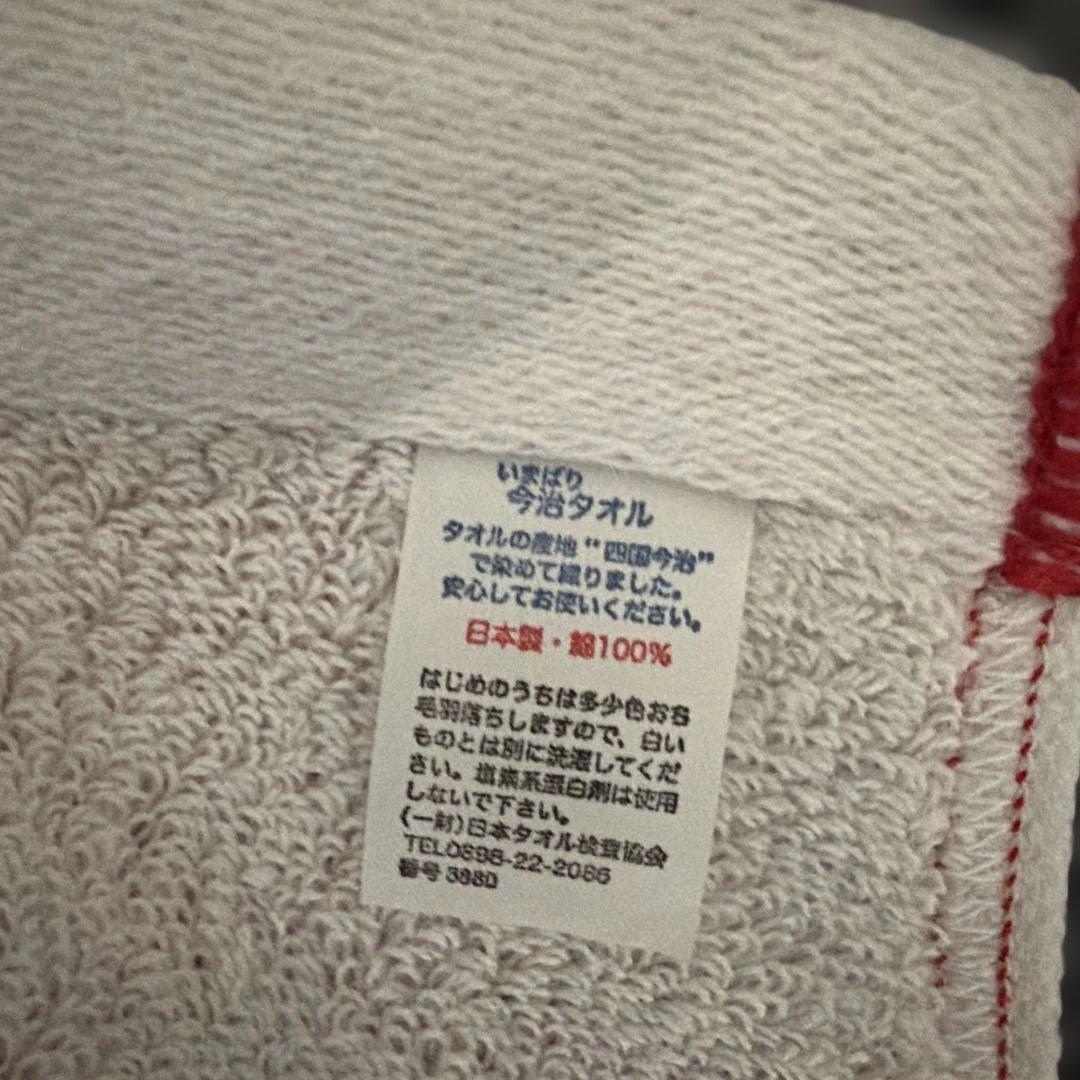 いまばり
今治タオル
タオルの産地“四国今治”
で染めて織りました。
安心してお使いください。
日本製・綿100%
はじめのうちは多少色おち
毛羽落ちしますので、白い
ものとは別に洗濯してくだ
さい。塩素系蛋白剤は使用
しないで下さい。
(一財)日本タオル検査協会
TEL0898-22-2086
番号